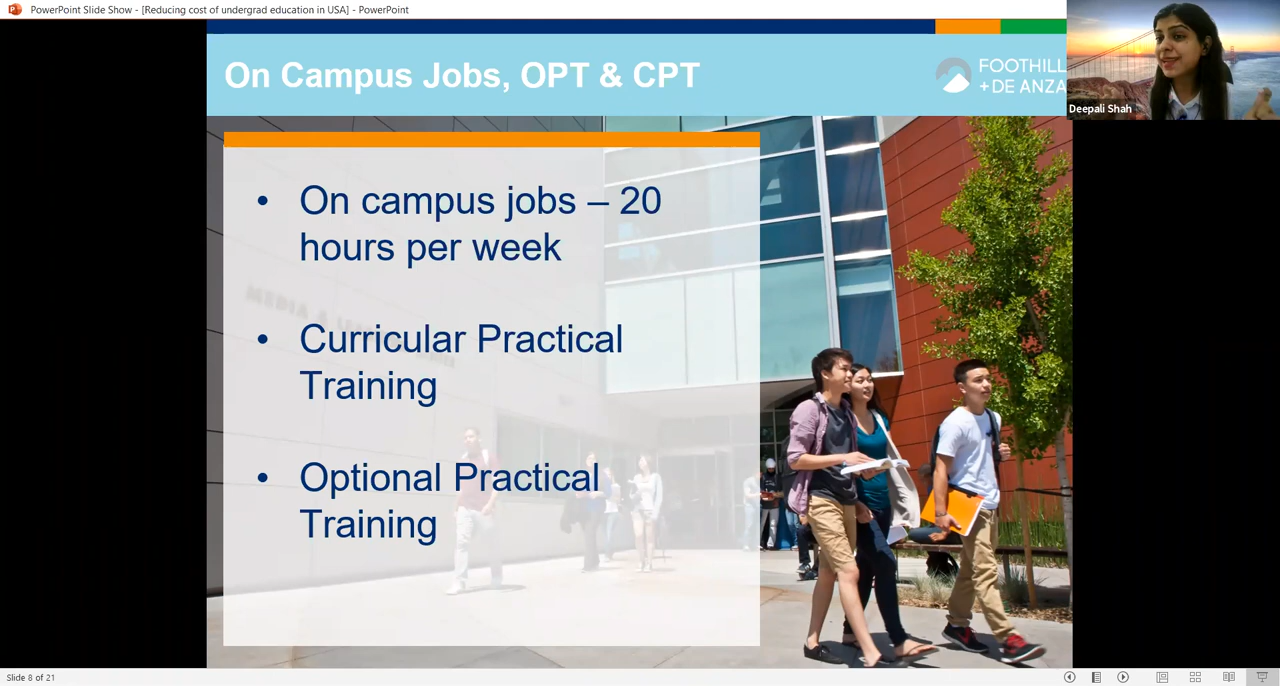 PowerPoint Slide Show - [Reducing cost of undergrad education in USA] - PowerPoint
On Campus Jobs, OPT & CPT
FOOTHILL
+DE ANZA
Deepali Shah
• On campus jobs – 20
hours per week
• Curricular Practical
Training
• Optional Practical
Training
MEDIA &
Slide 8 of 21